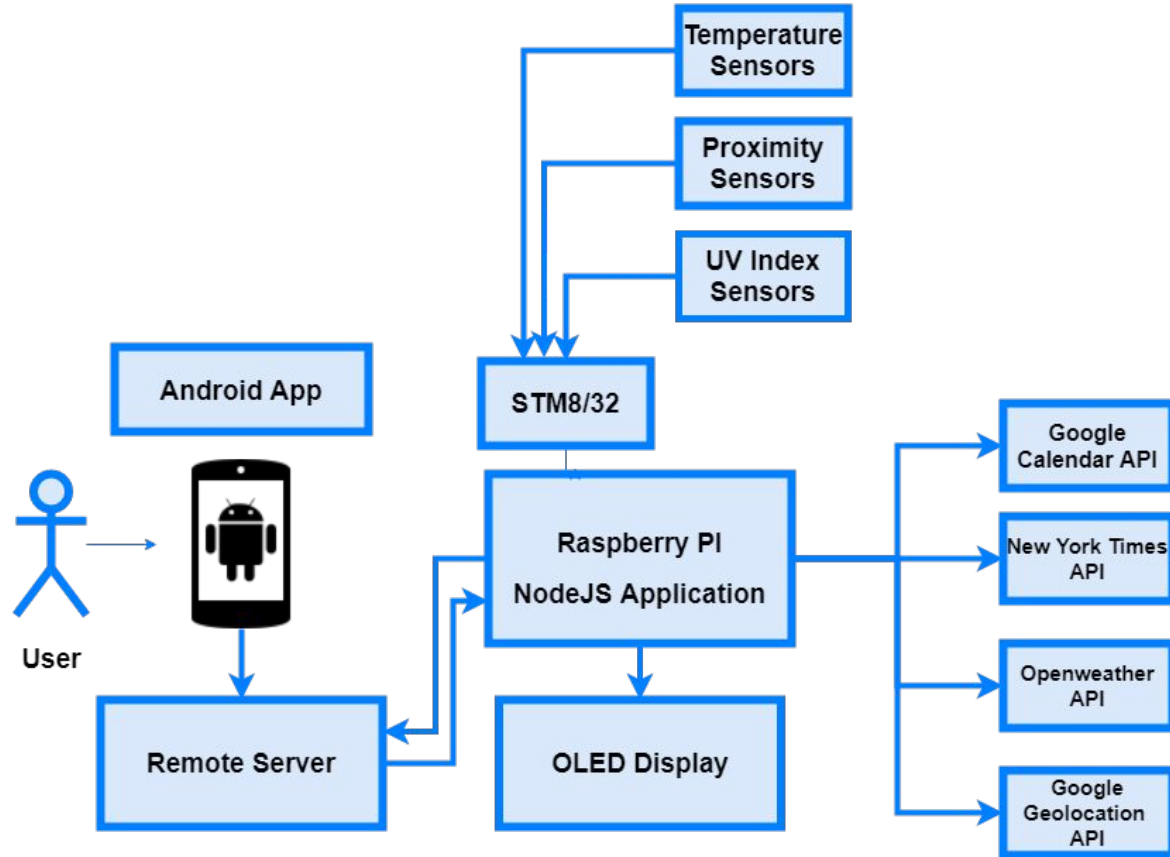 Temperature
Sensors
Proximity
Sensors
UV Index
Sensors
Android App
STM8/32
Google
Calendar API
Raspberry PI
NodeJS Application
New York Times
API
User
Openweather
API
Remote Server
OLED Display
Google
Geolocation
API